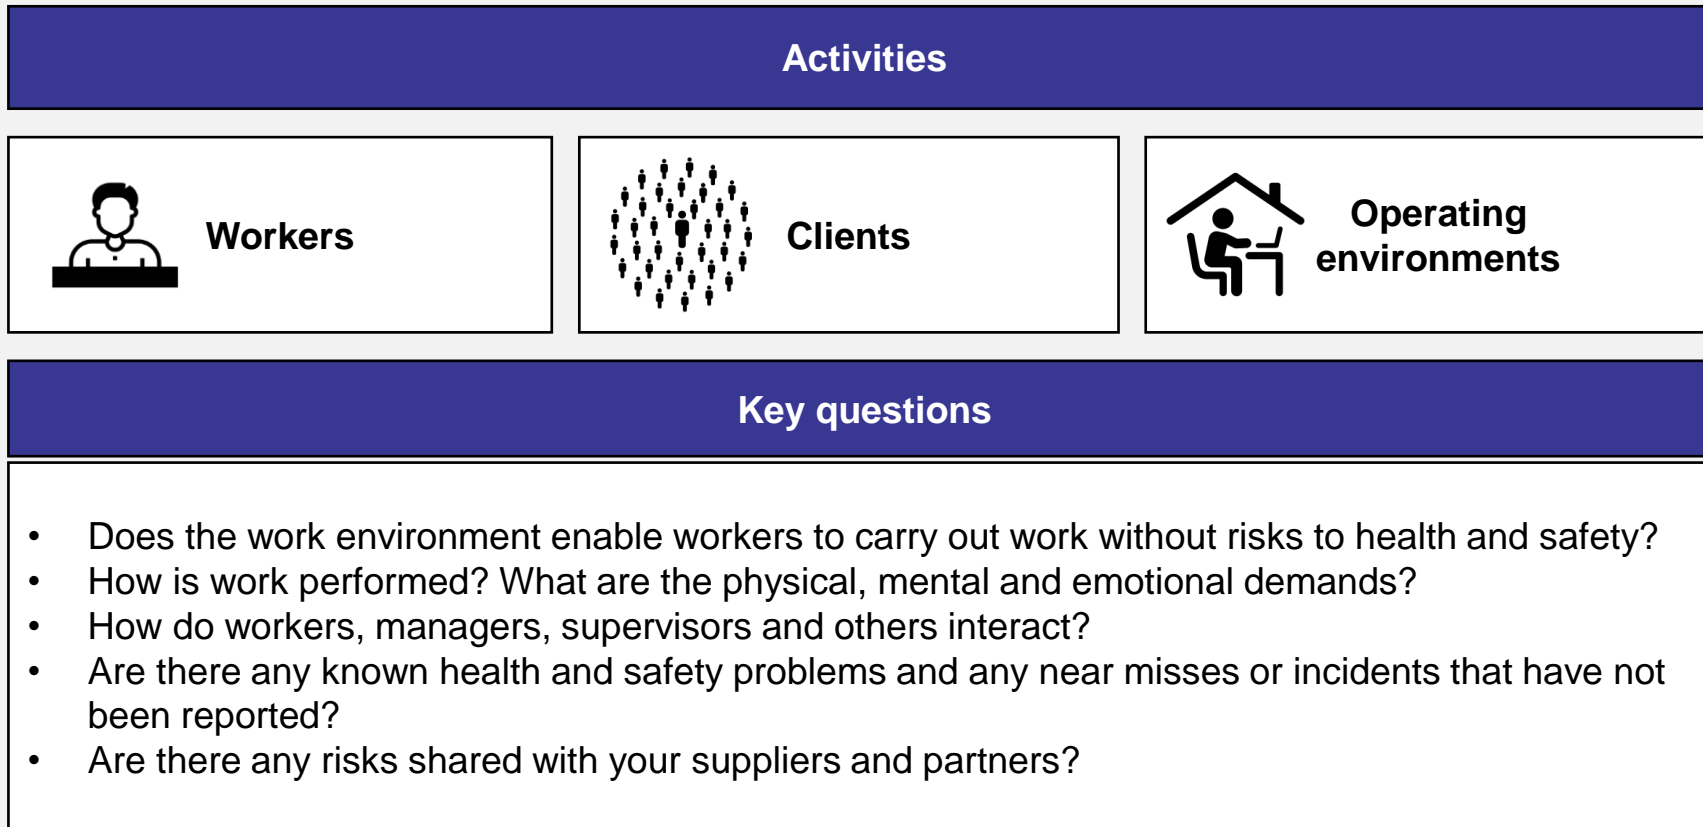 Activities
Workers
Clients
Operating
environments
Key questions
• Does the work environment enable workers to carry out work without risks to health and safety?
• How is work performed? What are the physical, mental and emotional demands?
• How do workers, managers, supervisors and others interact?
• Are there any known health and safety problems and any near misses or incidents that have not
been reported?
• Are there any risks shared with your suppliers and partners?